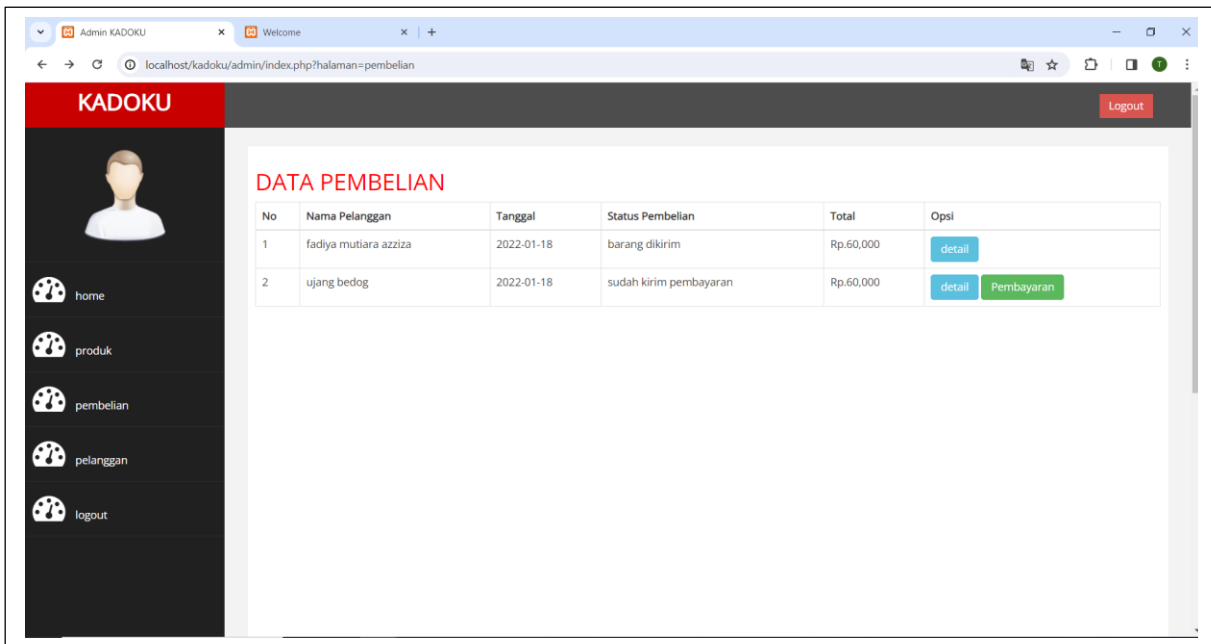 Admin KADOKU
Welcome
localhost/kadoku/admin/index.php?halaman=pembelian
T
KADOKU
Logout
DATA PEMBELIAN
No Nama Pelanggan Tanggal Status Pembelian Total Opsi
1 fadiya mutiara azziza 2022-01-18 barang dikirim Rp.60,000 detail
2 ujang bedog 2022-01-18 sudah kirim pembayaran Rp.60,000 detail Pembayaran
home
produk
pembelian
pelanggan
logout